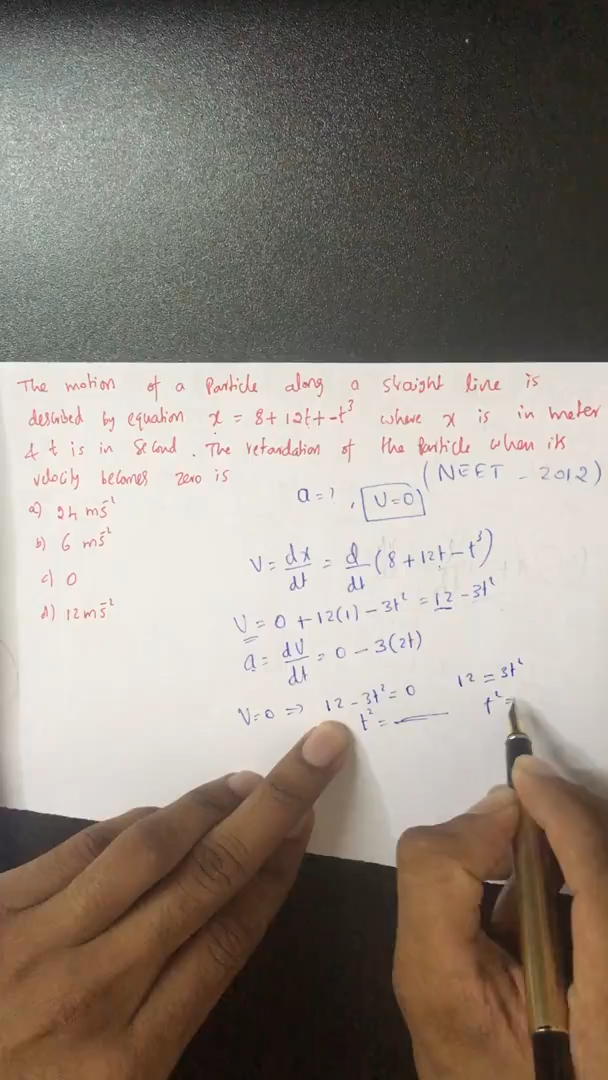 The motion of a Particle along a straight line is
described by equation x = 8+12t+-t³ where x is in meter
& t is in Second. The retardation of the Particle when its
velocity becomes zero is
(NEET - 2012)
a = ? , V=0
a) 24 ms⁻²
b) 6 ms⁻²
c) 0
d) 12 ms⁻²
V = dx/dt = d/dt (8 + 12t - t³)
V = 0 + 12(1) - 3t² = 12 - 3t²
a = dV/dt = 0 - 3(2t)
V=0 => 12 - 3t² = 0
t² =
12 = 3t²
t² =